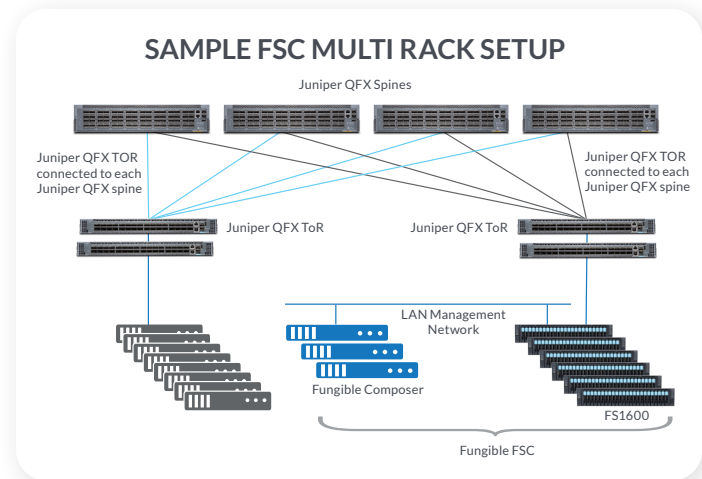 SAMPLE FSC MULTI RACK SETUP
Juniper QFX Spines
Juniper QFX TOR
connected to each
Juniper QFX spine
Juniper QFX TOR
connected to each
Juniper QFX spine
Juniper QFX ToR
Juniper QFX ToR
LAN Management
Network
Fungible Composer
FS1600
Fungible FSC